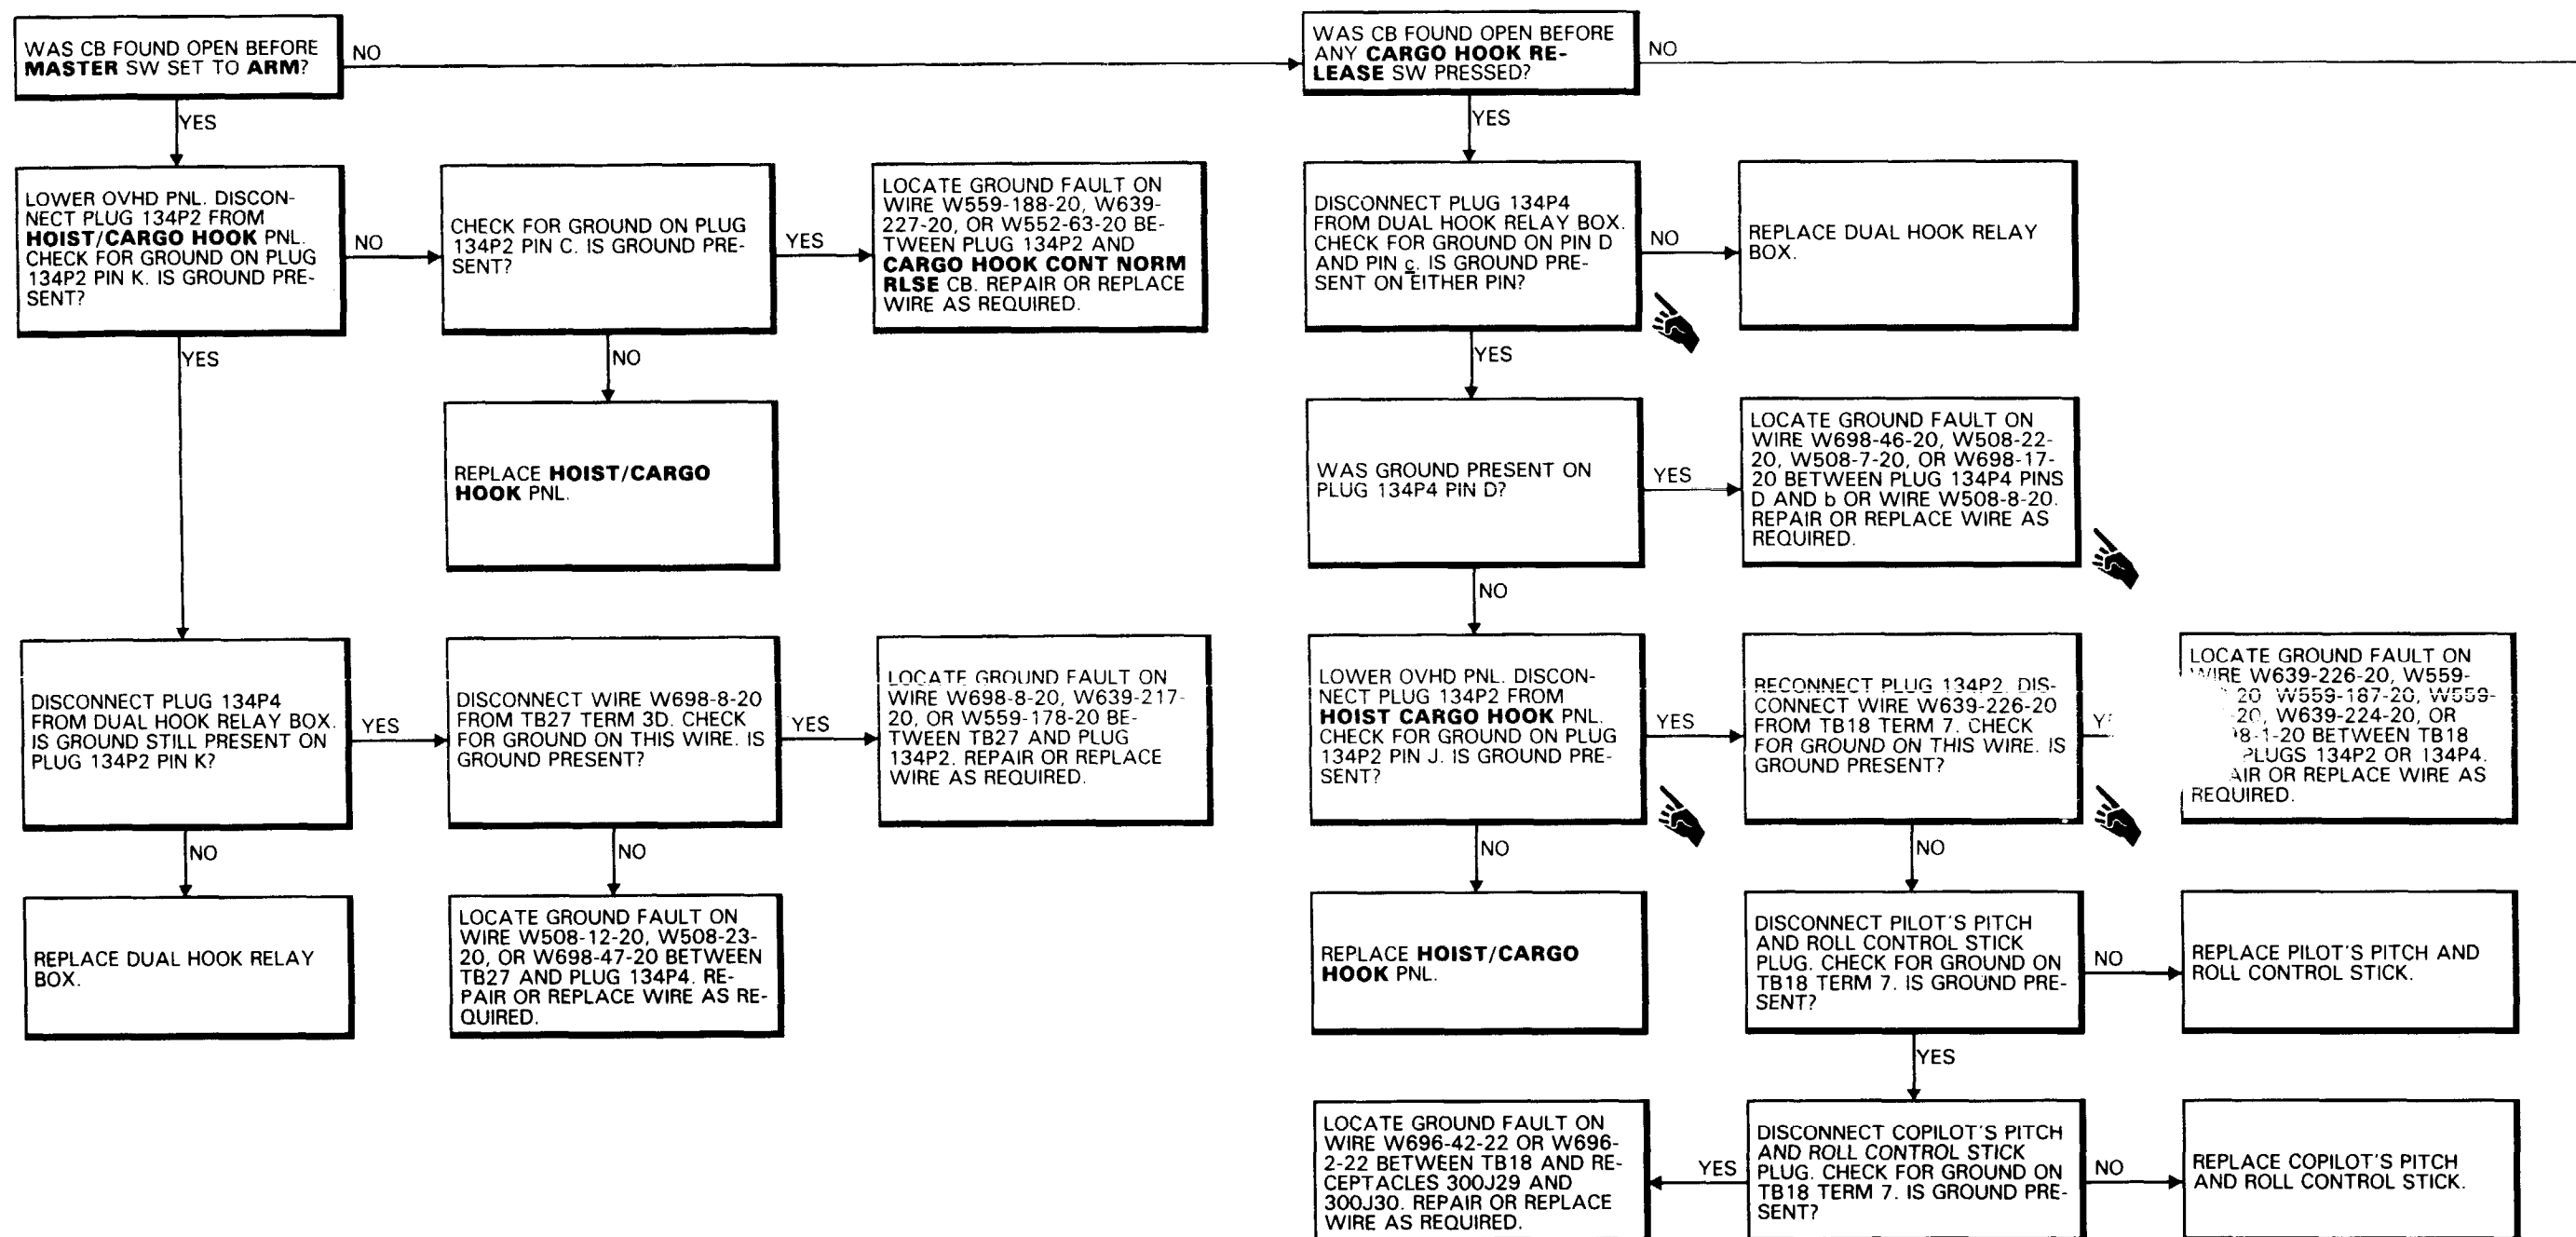 WAS CB FOUND OPEN BEFORE
MASTER SW SET TO ARM?
NO
YES
LOWER OVHD PNL. DISCON-
NECT PLUG 134P2 FROM
HOIST/CARGO HOOK PNL.
CHECK FOR GROUND ON PLUG
134P2 PIN K. IS GROUND PRE-
SENT?
NO
CHECK FOR GROUND ON PLUG
134P2 PIN C. IS GROUND PRE-
SENT?
YES
LOCATE GROUND FAULT ON
WIRE W559-188-20, W639-
227-20, OR W552-63-20 BE-
TWEEN PLUG 134P2 AND
CARGO HOOK CONT NORM
RLSE CB. REPAIR OR REPLACE
WIRE AS REQUIRED.
NO
REPLACE HOIST/CARGO
HOOK PNL.
YES
DISCONNECT PLUG 134P4
FROM DUAL HOOK RELAY BOX.
IS GROUND STILL PRESENT ON
PLUG 134P2 PIN K?
YES
DISCONNECT WIRE W698-8-20
FROM TB27 TERM 3D. CHECK
FOR GROUND ON THIS WIRE. IS
GROUND PRESENT?
YES
LOCATE GROUND FAULT ON
WIRE W698-8-20, W639-217-
20, OR W559-178-20 BE-
TWEEN TB27 AND PLUG
134P2. REPAIR OR REPLACE
WIRE AS REQUIRED.
NO
REPLACE DUAL HOOK RELAY
BOX.
NO
LOCATE GROUND FAULT ON
WIRE W508-12-20, W508-23-
20, OR W698-47-20 BETWEEN
TB27 AND PLUG 134P4. RE-
PAIR OR REPLACE WIRE AS RE-
QUIRED.
WAS CB FOUND OPEN BEFORE
ANY CARGO HOOK RE-
LEASE SW PRESSED?
NO
YES
DISCONNECT PLUG 134P4
FROM DUAL HOOK RELAY BOX.
CHECK FOR GROUND ON PIN D
AND PIN c. IS GROUND PRE-
SENT ON EITHER PIN?
NO
REPLACE DUAL HOOK RELAY
BOX.
YES
WAS GROUND PRESENT ON
PLUG 134P4 PIN D?
YES
LOCATE GROUND FAULT ON
WIRE W698-46-20, W508-22-
20, W508-7-20, OR W698-17-
20 BETWEEN PLUG 134P4 PINS
D AND b OR WIRE W508-8-20.
REPAIR OR REPLACE WIRE AS
REQUIRED.
NO
LOWER OVHD PNL. DISCON-
NECT PLUG 134P2 FROM
HOIST CARGO HOOK PNL.
CHECK FOR GROUND ON PLUG
134P2 PIN J. IS GROUND PRE-
SENT?
YES
RECONNECT PLUG 134P2. DIS-
CONNECT WIRE W639-226-20
FROM TB18 TERM 7. CHECK
FOR GROUND ON THIS WIRE. IS
GROUND PRESENT?
LOCATE GROUND FAULT ON
WIRE W639-226-20, W559-
20 W559-187-20, W559-
-20, W639-224-20, OR
8-1-20 BETWEEN TB18
PLUGS 134P2 OR 134P4.
AIR OR REPLACE WIRE AS
REQUIRED.
NO
REPLACE HOIST/CARGO
HOOK PNL.
NO
DISCONNECT PILOT'S PITCH
AND ROLL CONTROL STICK
PLUG. CHECK FOR GROUND ON
TB18 TERM 7. IS GROUND PRE-
SENT?
NO
REPLACE PILOT'S PITCH AND
ROLL CONTROL STICK.
YES
DISCONNECT COPILOT'S PITCH
AND ROLL CONTROL STICK
PLUG. CHECK FOR GROUND ON
TB18 TERM 7. IS GROUND PRE-
SENT?
NO
REPLACE COPILOT'S PITCH
AND ROLL CONTROL STICK.
YES
LOCATE GROUND FAULT ON
WIRE W696-42-22 OR W696-
2-22 BETWEEN TB18 AND RE-
CEPTACLES 300J29 AND
300J30. REPAIR OR REPLACE
WIRE AS REQUIRED.